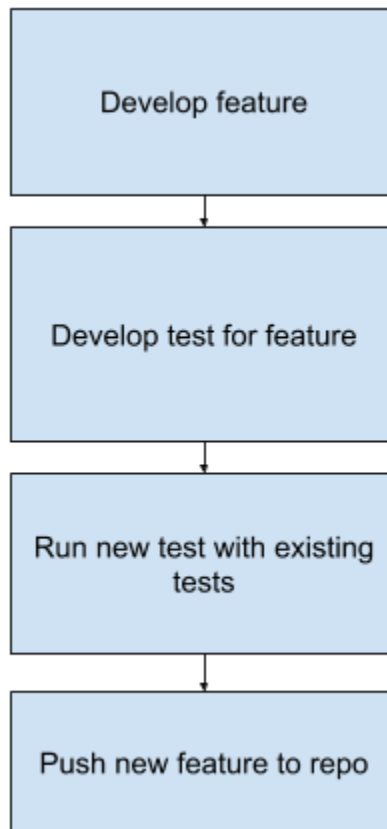 Develop feature
Develop test for feature
Run new test with existing
tests
Push new feature to repo